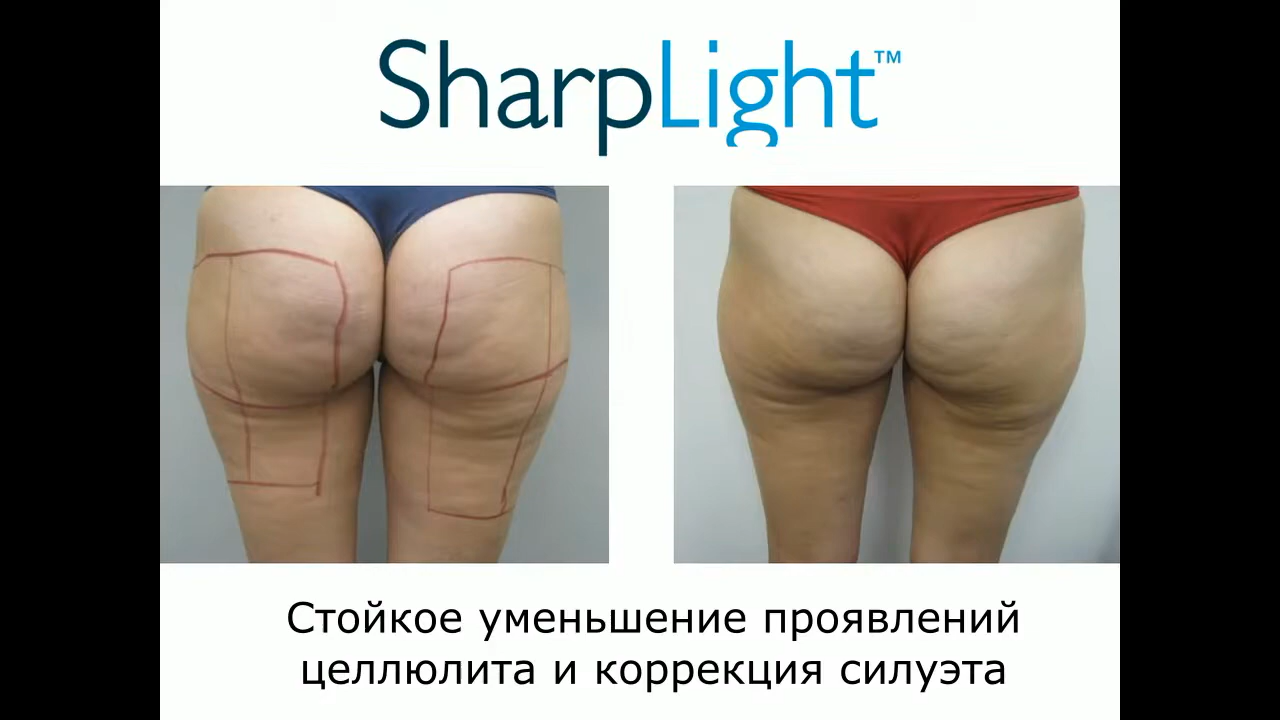 SharpLight™
Стойкое уменьшение проявлений
целлюлита и коррекция силуэта